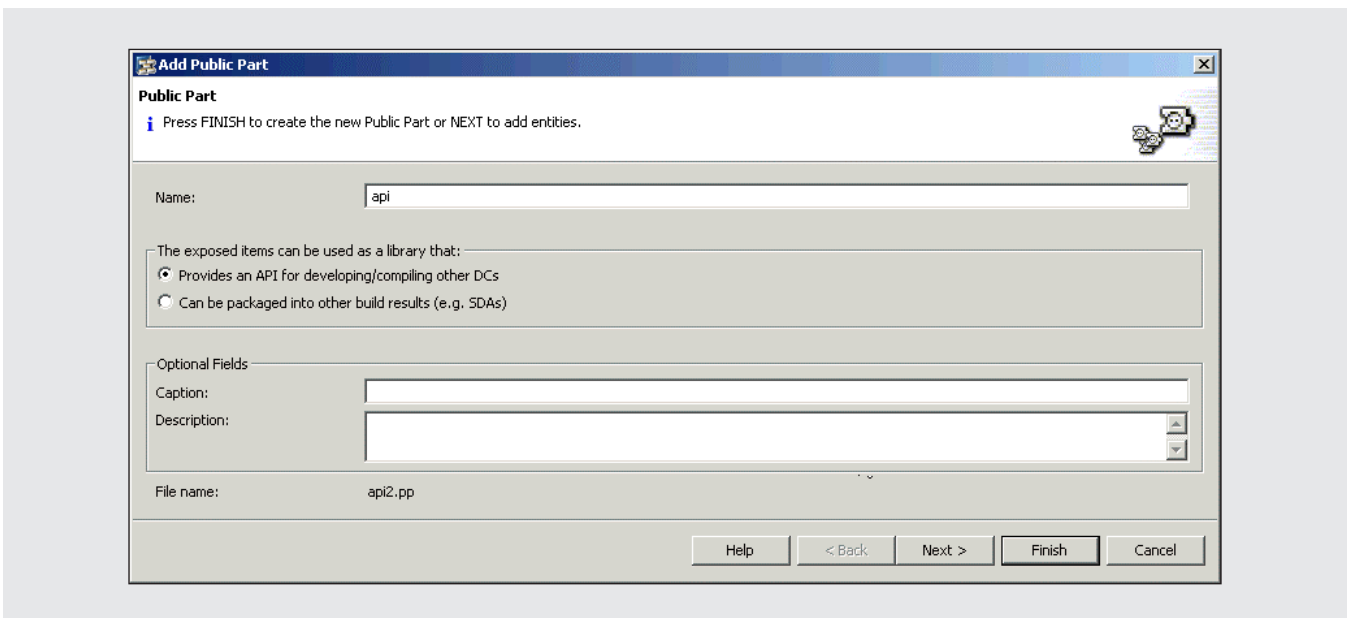 Add Public Part
Public Part
Press FINISH to create the new Public Part or NEXT to add entities.
Name: api
The exposed items can be used as a library that:
Provides an API for developing/compiling other DCs
Can be packaged into other build results (e.g. SDAs)
Optional Fields
Caption:
Description:
File name: api2.pp
Help < Back Next > Finish Cancel